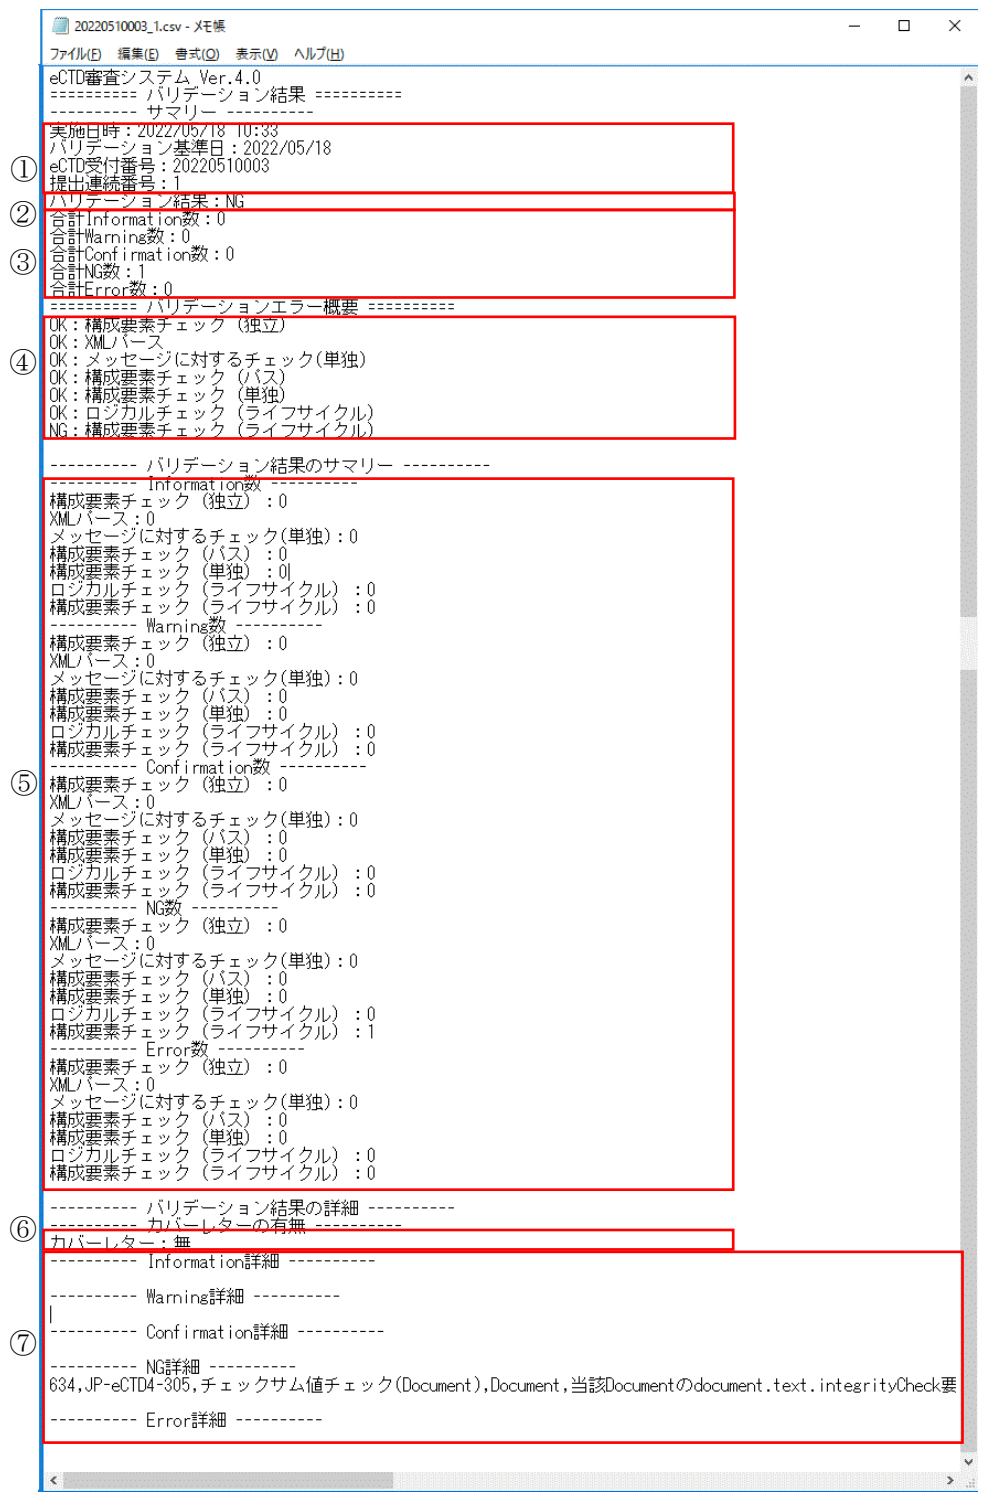 20220510003_1.csv - メモ帳
ファイル(F) 編集(E) 書式(O) 表示(V) ヘルプ(H)
eCTD審査システム Ver.4.0
========== バリデーション結果 ==========
---------- サマリー ----------
① 実施日時：2022/05/18 10:33
バリデーション基準日：2022/05/18
eCTD受付番号：20220510003
提出連続番号：1
② バリデーション結果：NG
③ 合計Information数：0
合計Warning数：0
合計Confirmation数：0
合計NG数：1
合計Error数：0
========== バリデーションエラー概要 ==========
④ OK：構成要素チェック（独立）
OK：XMLパース
OK：メッセージに対するチェック(単独)
OK：構成要素チェック（パス）
OK：構成要素チェック（単独）
OK：ロジカルチェック（ライフサイクル）
NG：構成要素チェック（ライフサイクル）
---------- バリデーション結果のサマリー ----------
⑤ ---------- Information数 ----------
構成要素チェック（独立）：0
XMLパース：0
メッセージに対するチェック(単独)：0
構成要素チェック（パス）：0
構成要素チェック（単独）：0
ロジカルチェック（ライフサイクル）：0
構成要素チェック（ライフサイクル）：0
---------- Warning数 ----------
構成要素チェック（独立）：0
XMLパース：0
メッセージに対するチェック(単独)：0
構成要素チェック（パス）：0
構成要素チェック（単独）：0
ロジカルチェック（ライフサイクル）：0
構成要素チェック（ライフサイクル）：0
---------- Confirmation数 ----------
構成要素チェック（独立）：0
XMLパース：0
メッセージに対するチェック(単独)：0
構成要素チェック（パス）：0
構成要素チェック（単独）：0
ロジカルチェック（ライフサイクル）：0
構成要素チェック（ライフサイクル）：0
---------- NG数 ----------
構成要素チェック（独立）：0
XMLパース：0
メッセージに対するチェック(単独)：0
構成要素チェック（パス）：0
構成要素チェック（単独）：0
ロジカルチェック（ライフサイクル）：0
構成要素チェック（ライフサイクル）：1
---------- Error数 ----------
構成要素チェック（独立）：0
XMLパース：0
メッセージに対するチェック(単独)：0
構成要素チェック（パス）：0
構成要素チェック（単独）：0
ロジカルチェック（ライフサイクル）：0
構成要素チェック（ライフサイクル）：0
---------- バリデーション結果の詳細 ----------
---------- カバーレターの有無 ----------
⑥ カバーレター：無
⑦ ---------- Information詳細 ----------
---------- Warning詳細 ----------
---------- Confirmation詳細 ----------
---------- NG詳細 ----------
634,JP-eCTD4-305,チェックサム値チェック(Document),Document,当該Documentのdocument.text.integrityCheck要
---------- Error詳細 ----------